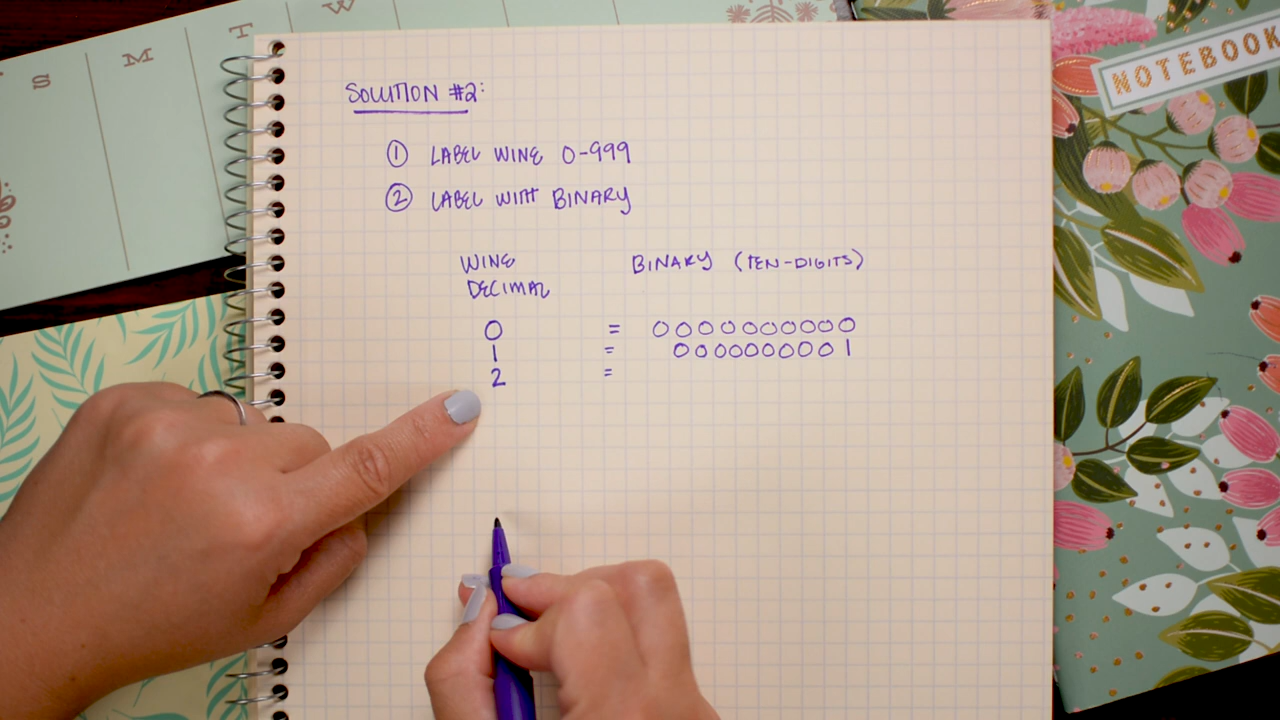 S M T W
NOTEBOOK
SOLUTION #2:
① LABEL WINE 0-999
② LABEL WITH BINARY
WINE BINARY (TEN-DIGITS)
DECIMAL
0 = 0000000000
1 = 000000001
2 =